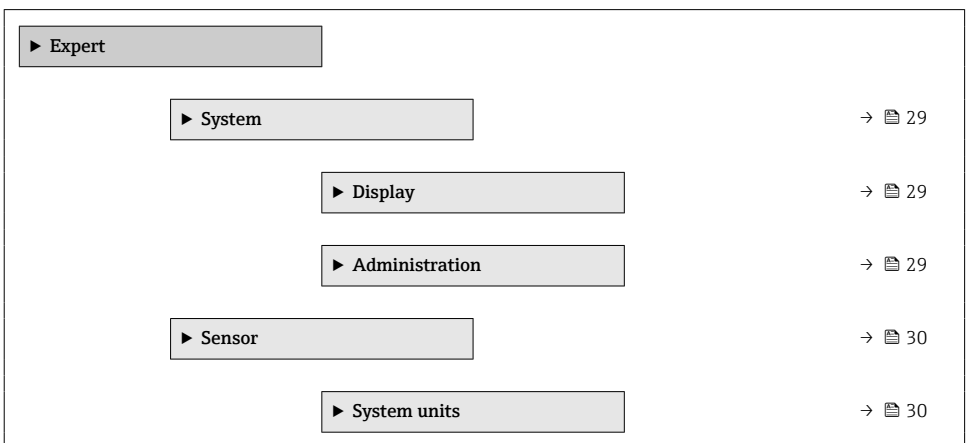 ▶ Expert
▶ System → 29
▶ Display → 29
▶ Administration → 29
▶ Sensor → 30
▶ System units → 30